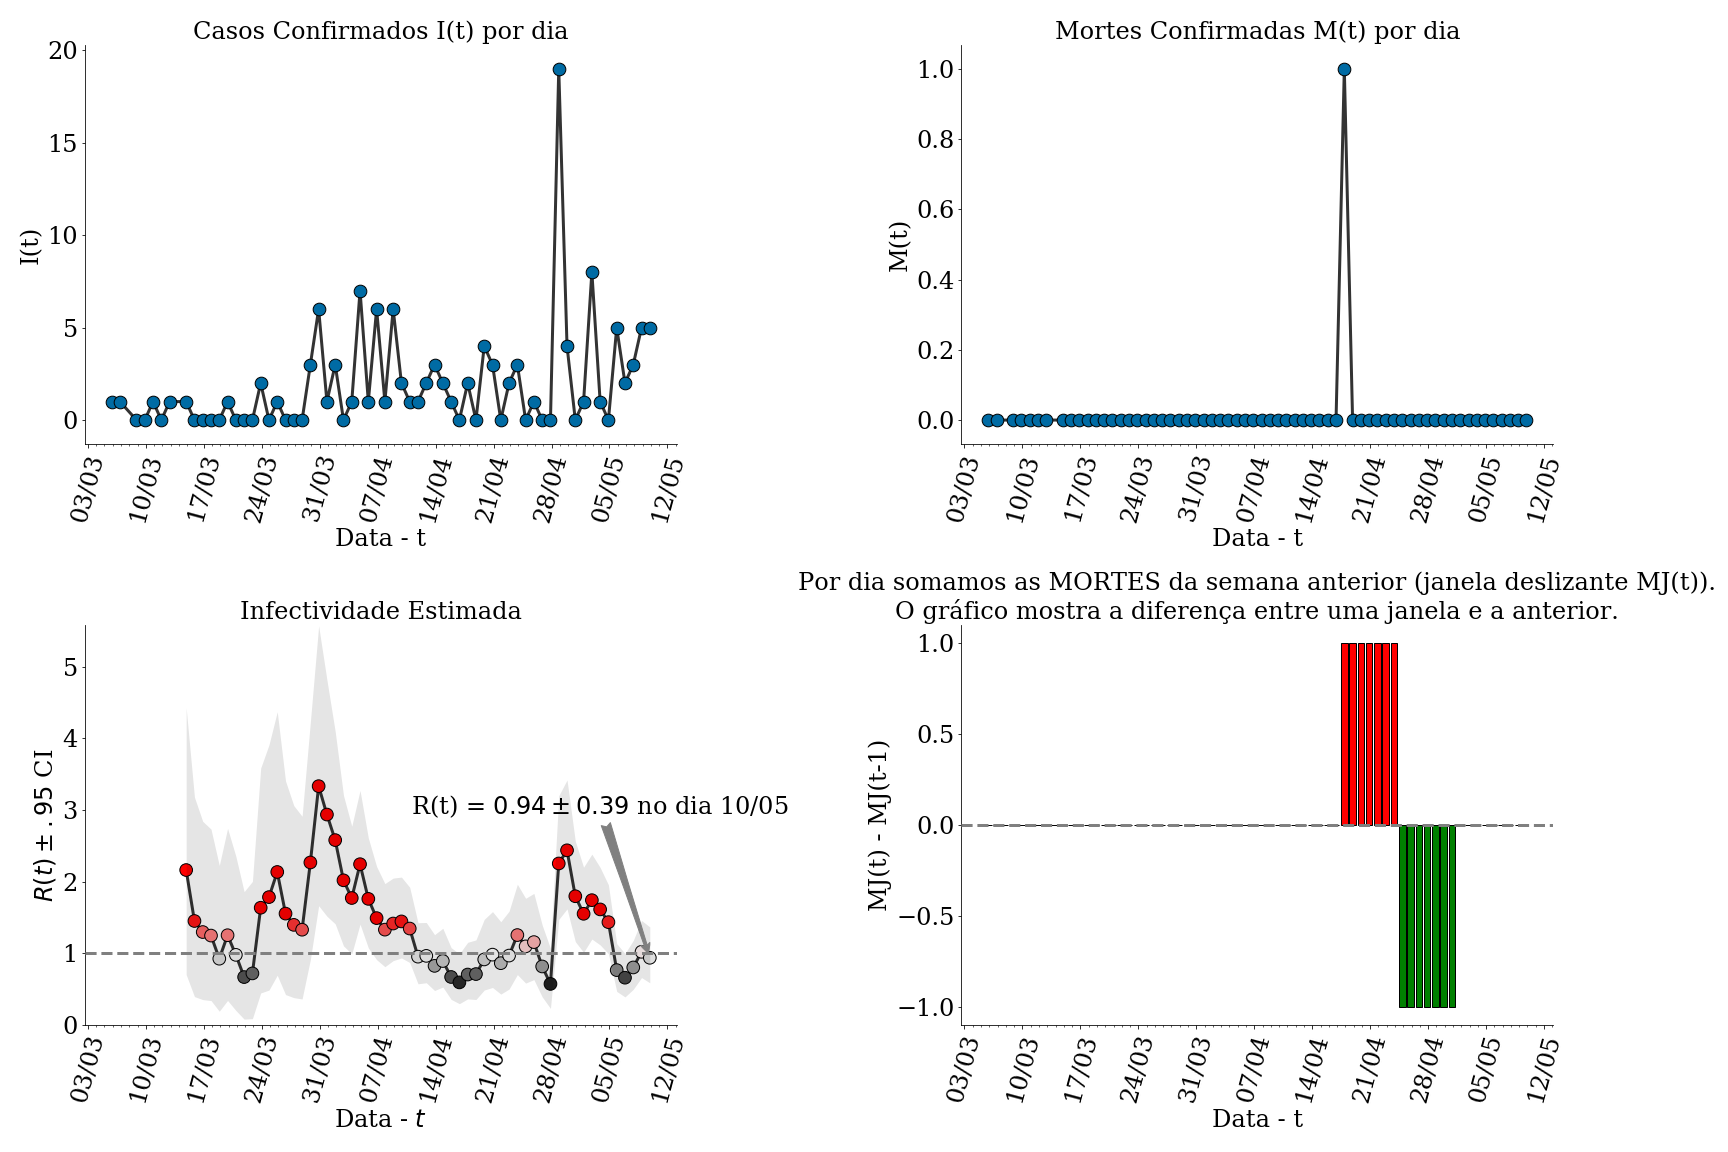 Casos Confirmados I(t) por dia
I(t)
20
15
10
5
0
03/03 10/03 17/03 24/03 31/03 07/04 14/04 21/04 28/04 05/05 12/05
Data - t
Mortes Confirmadas M(t) por dia
M(t)
1.0
0.8
0.6
0.4
0.2
0.0
03/03 10/03 17/03 24/03 31/03 07/04 14/04 21/04 28/04 05/05 12/05
Data - t
Infectividade Estimada
R(t) ± .95 CI
5
4
3
2
1
0
R(t) = 0.94 ± 0.39 no dia 10/05
03/03 10/03 17/03 24/03 31/03 07/04 14/04 21/04 28/04 05/05 12/05
Data - t
Por dia somamos as MORTES da semana anterior (janela deslizante MJ(t)).
O gráfico mostra a diferença entre uma janela e a anterior.
MJ(t) - MJ(t-1)
1.0
0.5
0.0
−0.5
−1.0
03/03 10/03 17/03 24/03 31/03 07/04 14/04 21/04 28/04 05/05 12/05
Data - t